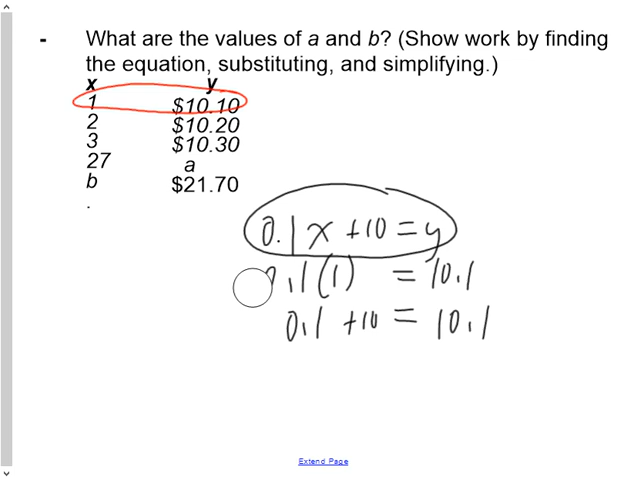 - What are the values of a and b? (Show work by finding
the equation, substituting, and simplifying.)
x y
1 $10.10
2 $10.20
3 $10.30
27 a
b $21.70
.
0.1x +10 = y
0.1(1) = 10.1
0.1 +10 = 10.1
Extend Page